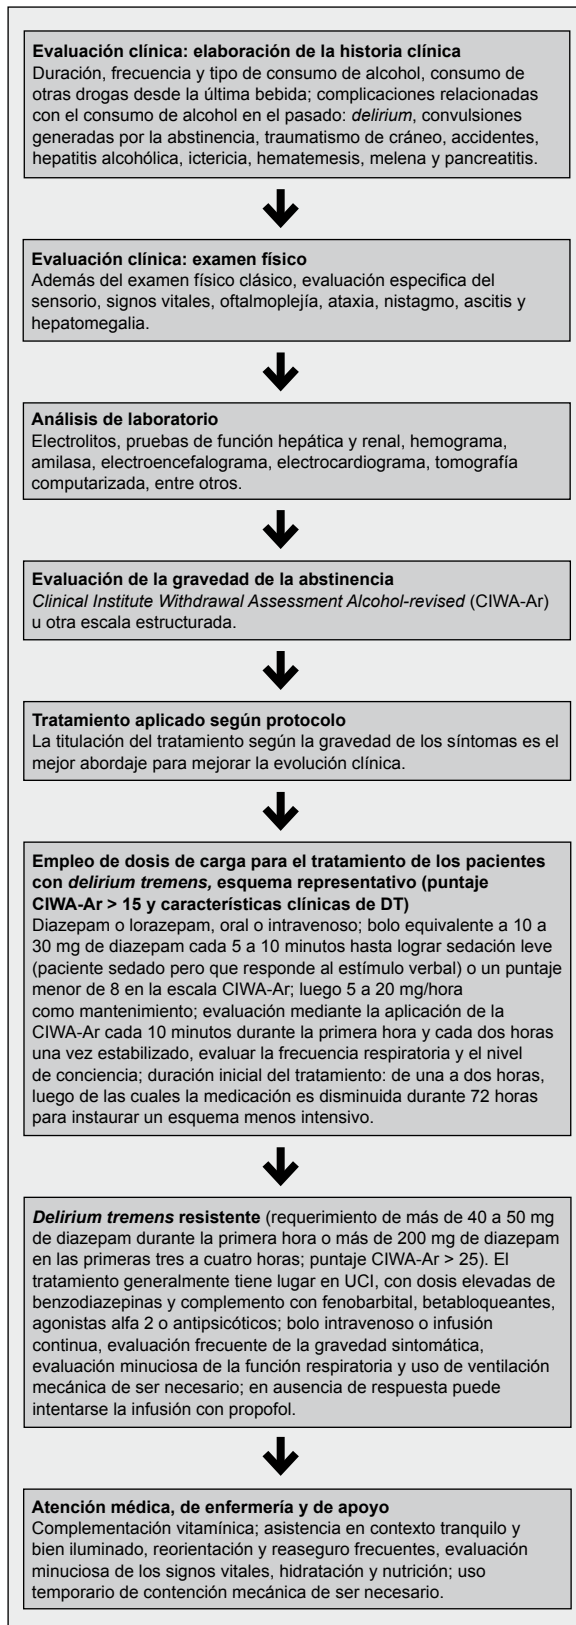 Evaluación clínica: elaboración de la historia clínica
Duración, frecuencia y tipo de consumo de alcohol, consumo de
otras drogas desde la última bebida; complicaciones relacionadas
con el consumo de alcohol en el pasado: delirium, convulsiones
generadas por la abstinencia, traumatismo de cráneo, accidentes,
hepatitis alcohólica, ictericia, hematemesis, melena y pancreatitis.
Evaluación clínica: examen físico
Además del examen físico clásico, evaluación especifica del
sensorio, signos vitales, oftalmoplejía, ataxia, nistagmo, ascitis y
hepatomegalia.
Análisis de laboratorio
Electrolitos, pruebas de función hepática y renal, hemograma,
amilasa, electroencefalograma, electrocardiograma, tomografía
computarizada, entre otros.
Evaluación de la gravedad de la abstinencia
Clinical Institute Withdrawal Assessment Alcohol-revised (CIWA-Ar)
u otra escala estructurada.
Tratamiento aplicado según protocolo
La titulación del tratamiento según la gravedad de los síntomas es el
mejor abordaje para mejorar la evolución clínica.
Empleo de dosis de carga para el tratamiento de los pacientes
con delirium tremens, esquema representativo (puntaje
CIWA-Ar > 15 y características clínicas de DT)
Diazepam o lorazepam, oral o intravenoso; bolo equivalente a 10 a
30 mg de diazepam cada 5 a 10 minutos hasta lograr sedación leve
(paciente sedado pero que responde al estímulo verbal) o un puntaje
menor de 8 en la escala CIWA-Ar; luego 5 a 20 mg/hora
como mantenimiento; evaluación mediante la aplicación de la
CIWA-Ar cada 10 minutos durante la primera hora y cada dos horas
una vez estabilizado, evaluar la frecuencia respiratoria y el nivel
de conciencia; duración inicial del tratamiento: de una a dos horas,
luego de las cuales la medicación es disminuida durante 72 horas
para instaurar un esquema menos intensivo.
Delirium tremens resistente (requerimiento de más de 40 a 50 mg
de diazepam durante la primera hora o más de 200 mg de diazepam
en las primeras tres a cuatro horas; puntaje CIWA-Ar > 25). El
tratamiento generalmente tiene lugar en UCI, con dosis elevadas de
benzodiazepinas y complemento con fenobarbital, betabloqueantes,
agonistas alfa 2 o antipsicóticos; bolo intravenoso o infusión
continua, evaluación frecuente de la gravedad sintomática,
evaluación minuciosa de la función respiratoria y uso de ventilación
mecánica de ser necesario; en ausencia de respuesta puede
intentarse la infusión con propofol.
Atención médica, de enfermería y de apoyo
Complementación vitamínica; asistencia en contexto tranquilo y
bien iluminado, reorientación y reaseguro frecuentes, evaluación
minuciosa de los signos vitales, hidratación y nutrición; uso
temporario de contención mecánica de ser necesario.